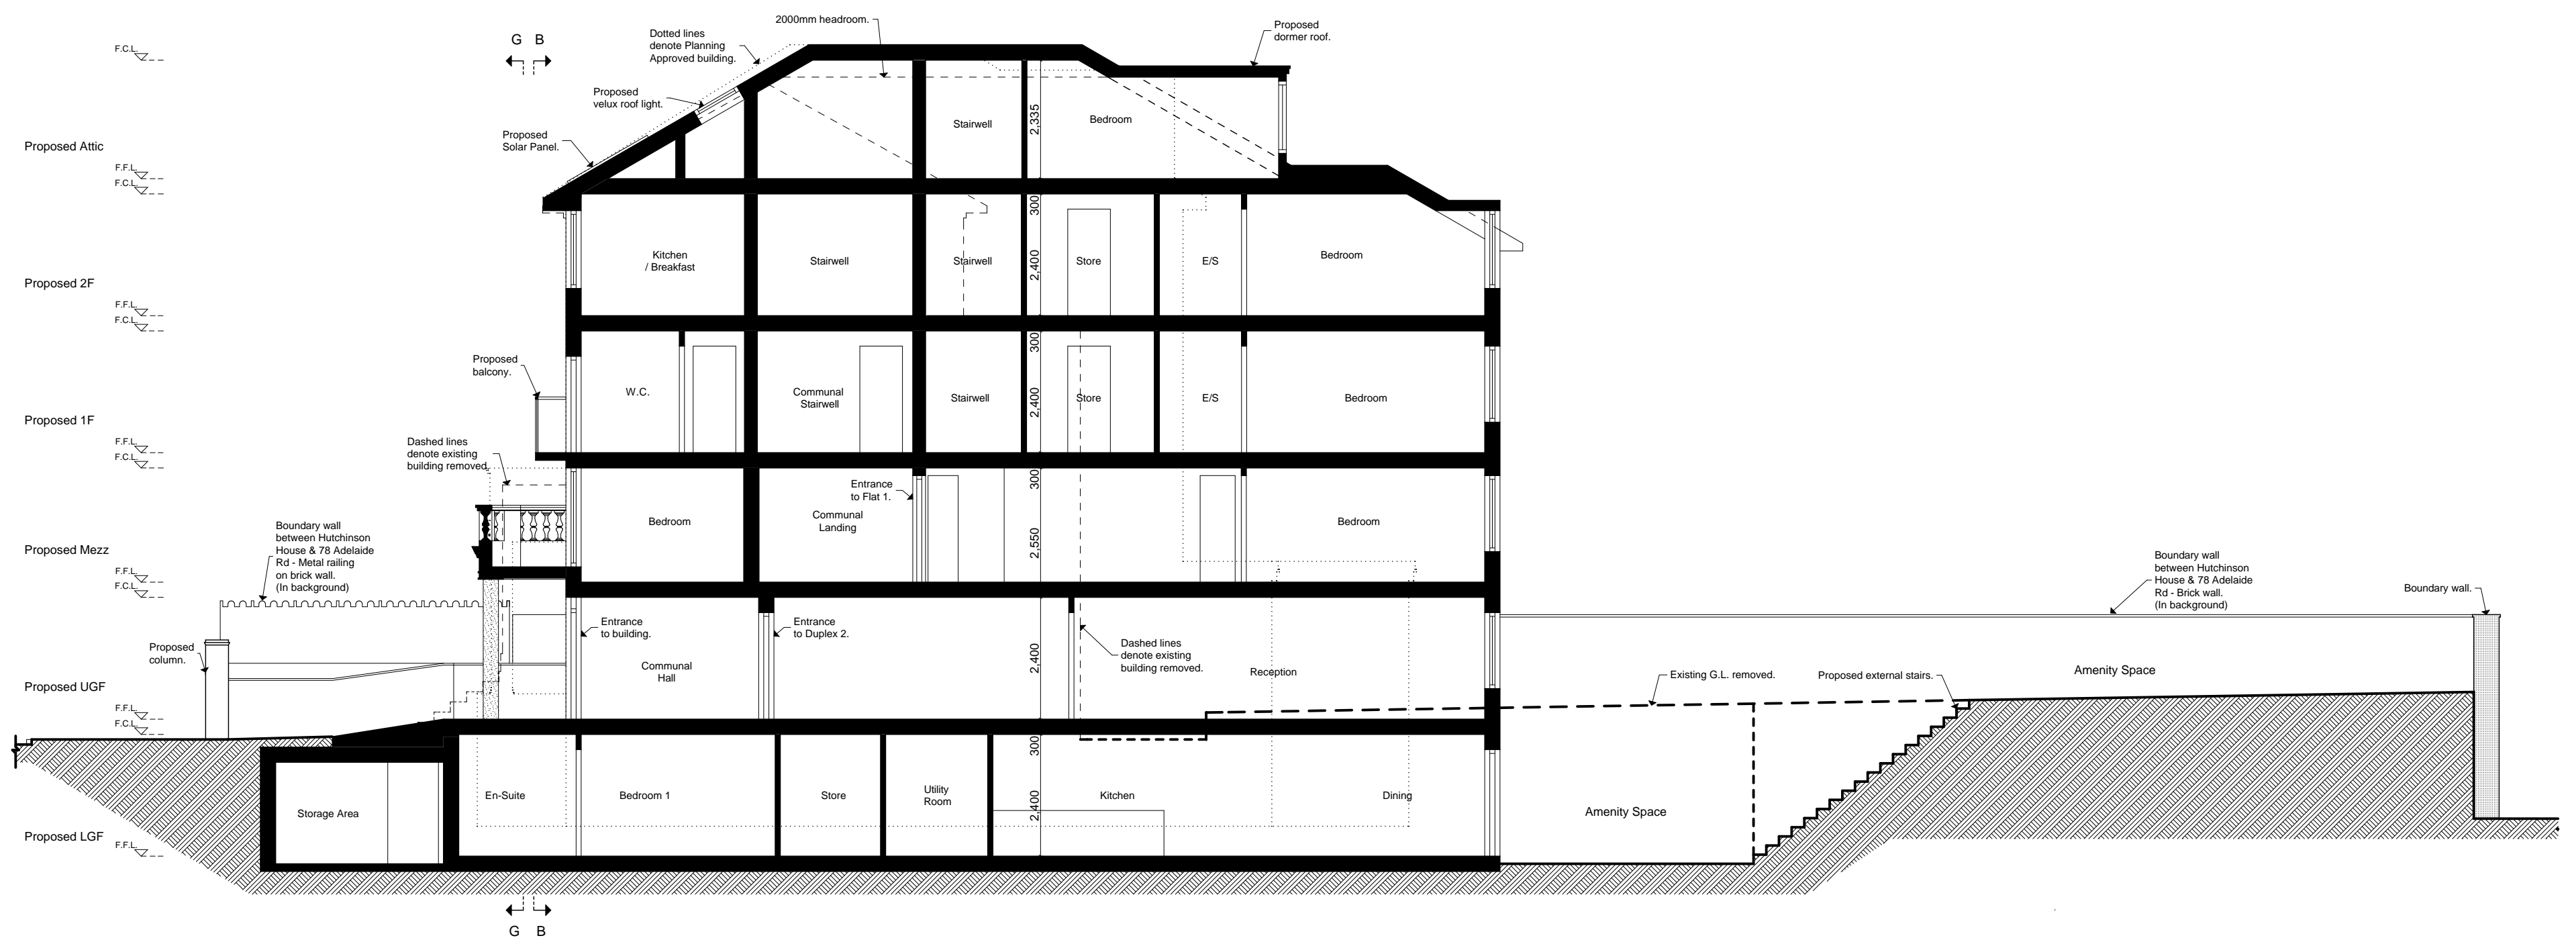 2000mm headroom.
Dotted lines
denote Planning
Approved building.
Proposed
dormer roof.
G B
F.C.L.
Proposed
velux roof light.
Proposed
Solar Panel.
Stairwell
2,335
Bedroom
Proposed Attic
F.F.L.
F.C.L.
300
Kitchen
/ Breakfast
Stairwell
Stairwell
2,400
Store
E/S
Bedroom
Proposed 2F
F.F.L.
F.C.L.
300
Proposed
balcony.
W.C.
Communal
Stairwell
Stairwell
2,400
Store
E/S
Bedroom
Proposed 1F
F.F.L.
F.C.L.
Dashed lines
denote existing
building removed.
300
Entrance
to Flat 1.
Bedroom
Communal
Landing
2,550
Bedroom
Boundary wall
between Hutchinson
House & 78 Adelaide
Rd - Metal railing
on brick wall.
(In background)
Proposed Mezz
F.F.L.
F.C.L.
Boundary wall
between Hutchinson
House & 78 Adelaide
Rd - Brick wall.
(In background)
Boundary wall.
Proposed
column.
Entrance
to building.
Entrance
to Duplex 2.
Communal
Hall
2,400
Dashed lines
denote existing
building removed.
Reception
Existing G.L. removed.
Proposed external stairs.
Amenity Space
Proposed UGF
F.F.L.
F.C.L.
300
Storage Area
En-Suite
Bedroom 1
Store
Utility
Room
2,400
Kitchen
Dining
Amenity Space
Proposed LGF
F.F.L.
G B